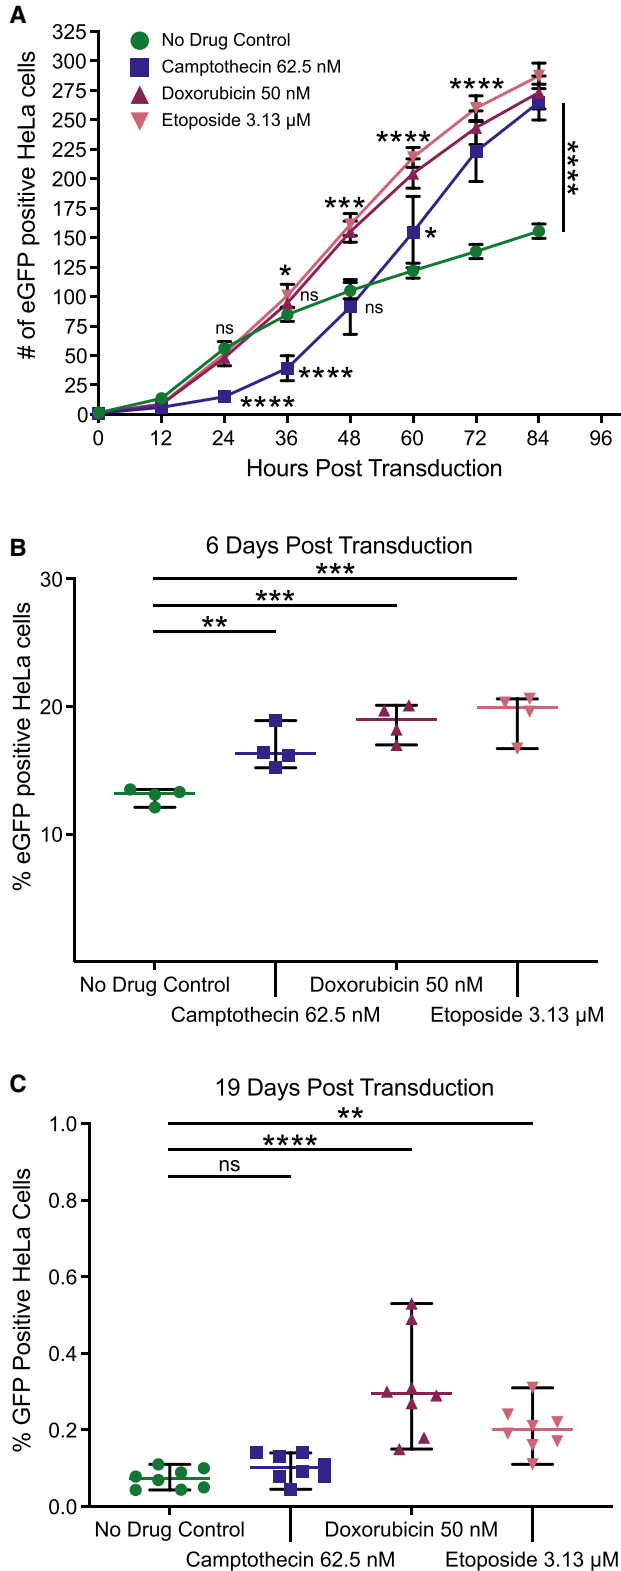 A
# of eGFP positive HeLa cells
325
300
275
250
225
200
175
150
125
100
75
50
25
0
No Drug Control
Camptothecin 62.5 nM
Doxorubicin 50 nM
Etoposide 3.13 µM
****
****
***
*
ns
ns
*
ns
****
****
****
0 12 24 36 48 60 72 84 96
Hours Post Transduction
B
6 Days Post Transduction
% eGFP positive HeLa cells
30
20
10
***
***
**
No Drug Control Doxorubicin 50 nM
Camptothecin 62.5 nM Etoposide 3.13 µM
C
19 Days Post Transduction
% GFP Positive HeLa Cells
1.0
0.8
0.6
0.4
0.2
0.0
**
****
ns
No Drug Control Doxorubicin 50 nM
Camptothecin 62.5 nM Etoposide 3.13 µM